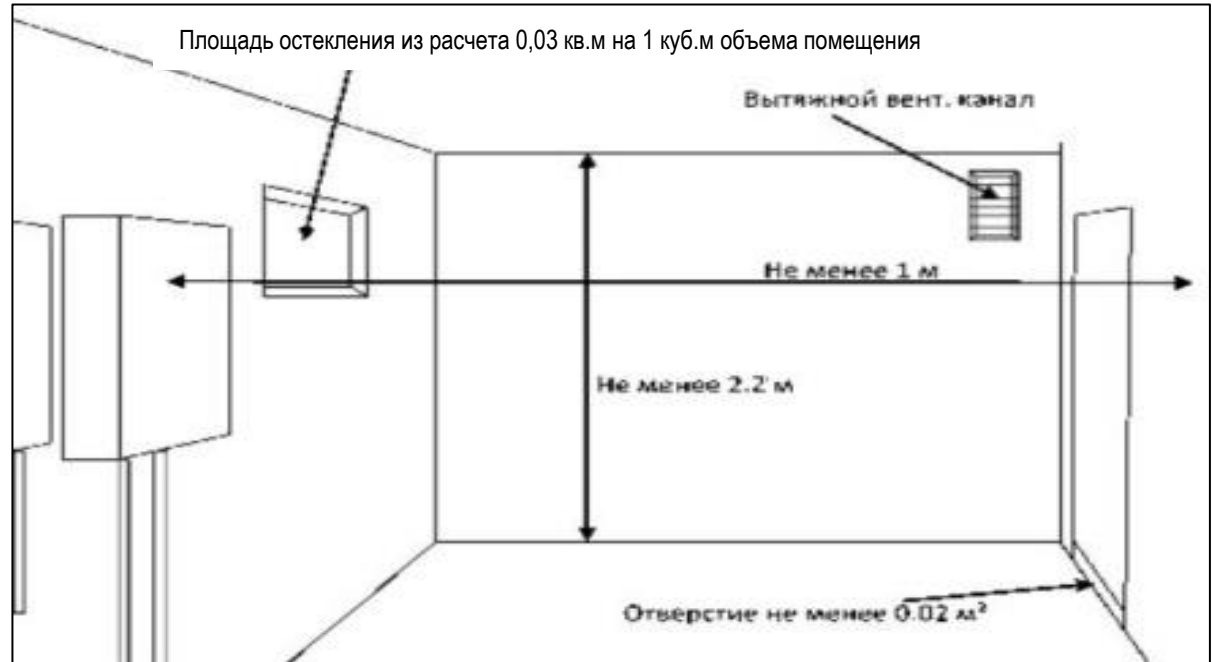 Площадь остекления из расчета 0,03 кв.м на 1 куб.м объема помещения
Вытяжной вент. канал
Не менее 1 м
Не менее 2.2 м
Отверстие не менее 0.02 м²